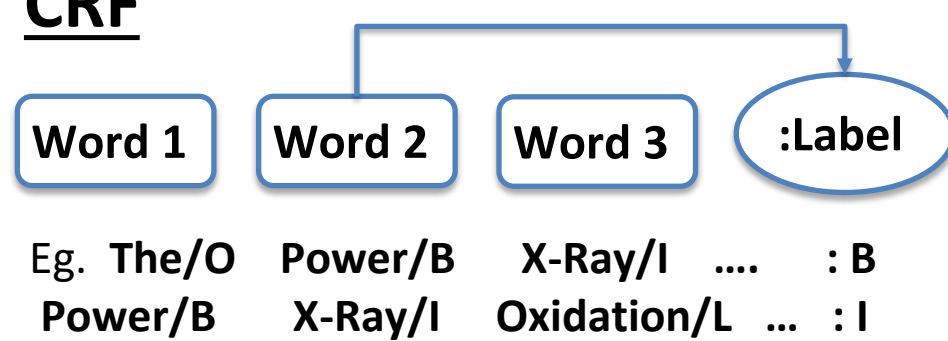 CRF
Word 1 Word 2 Word 3 :Label
Eg. The/O Power/B X-Ray/I .... : B
Power/B X-Ray/I Oxidation/L ... : I